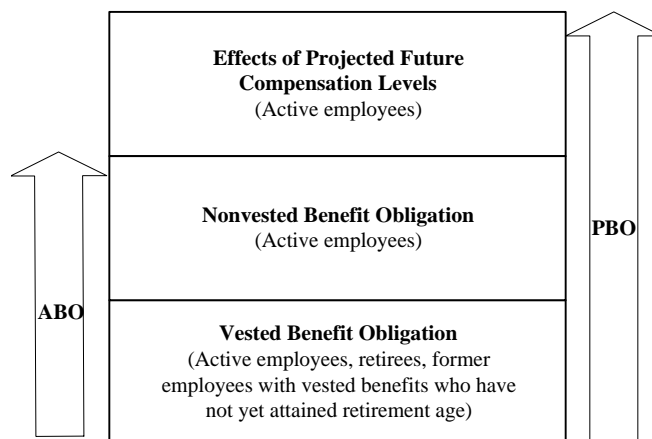 Effects of Projected Future
Compensation Levels
(Active employees)
Nonvested Benefit Obligation
(Active employees)
PBO
ABO
Vested Benefit Obligation
(Active employees, retirees, former
employees with vested benefits who have
not yet attained retirement age)